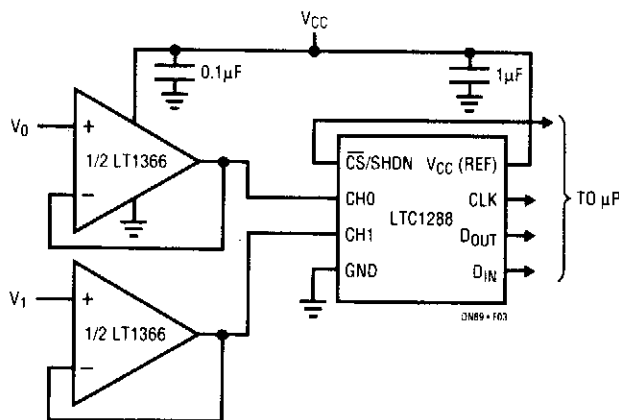 VCC
0.1µF
1µF
V0
+
1/2 LT1366
−
CS/SHDN
VCC (REF)
CH0
CLK
TO µP
LTC1288
CH1
DOUT
GND
DIN
V1
+
1/2 LT1366
−
DN89 • F03